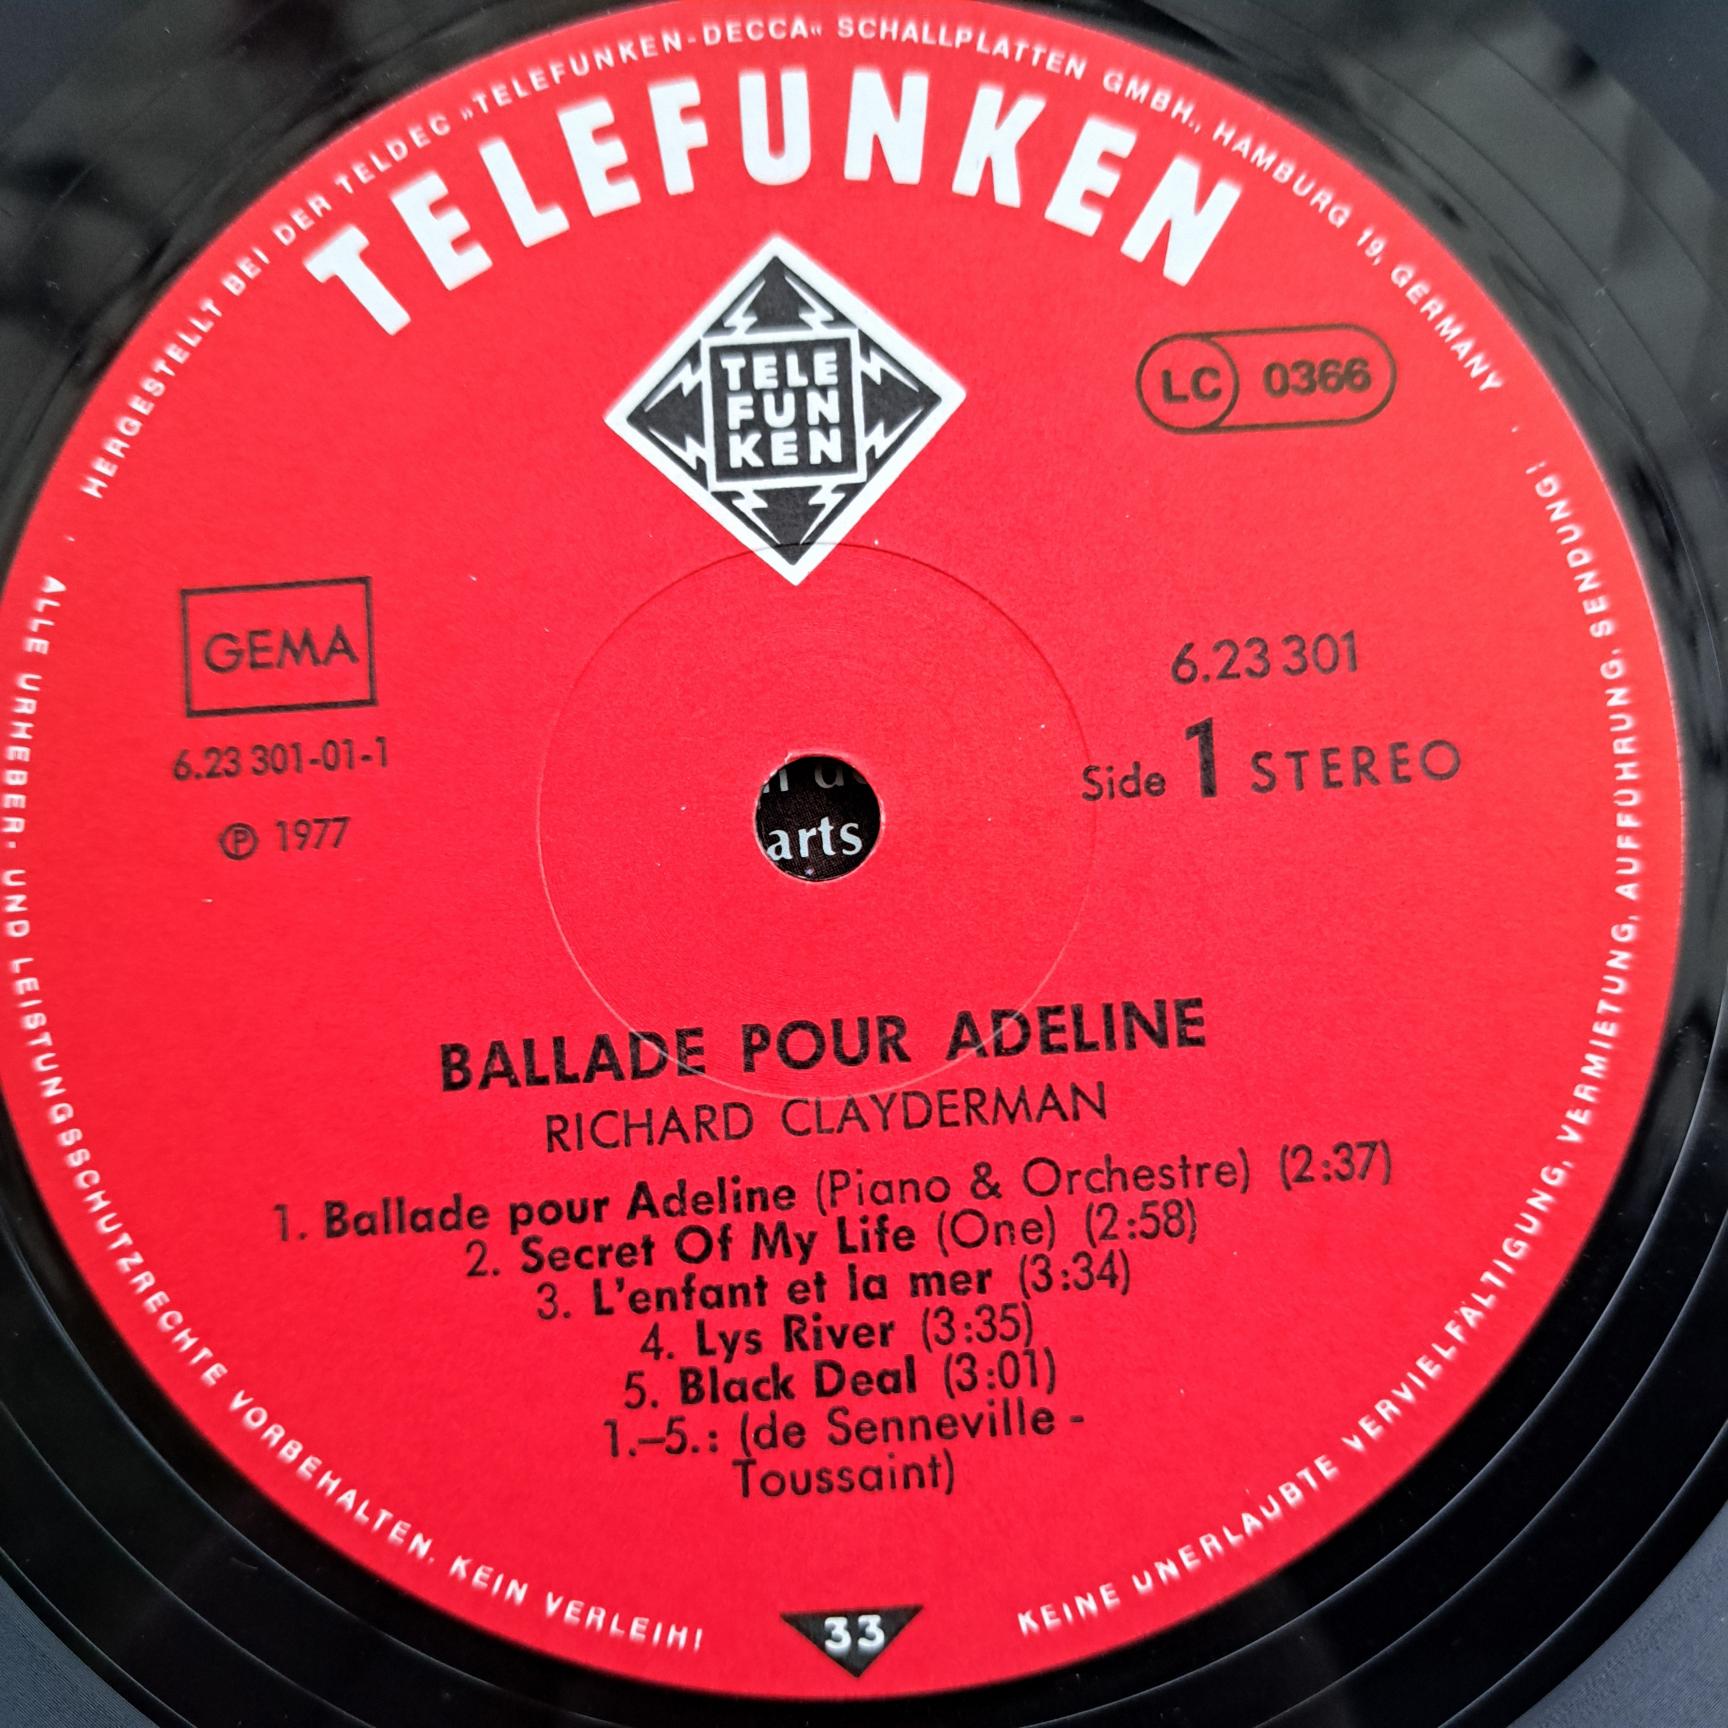 HERGESTELLT BEI DER TELDEC »TELEFUNKEN-DECCA« SCHALLPLATTEN GMBH., HAMBURG 19, GERMANY
TELEFUNKEN
TELE
FUN
KEN
LC 0366
GEMA
6.23 301-01-1
℗ 1977
6.23 301
Side 1 STEREO
arts
BALLADE POUR ADELINE
RICHARD CLAYDERMAN
1. Ballade pour Adeline (Piano & Orchestre) (2:37)
2. Secret Of My Life (One) (2:58)
3. L'enfant et la mer (3:34)
4. Lys River (3:35)
5. Black Deal (3:01)
1.–5.: (de Senneville -
Toussaint)
33
ALLE URHEBER- UND LEISTUNGSSCHUTZRECHTE VORBEHALTEN. KEIN VERLEIH!
KEINE UNERLAUBTE VERVIELFÄLTIGUNG, VERMIETUNG, AUFFÜHRUNG, SENDUNG!